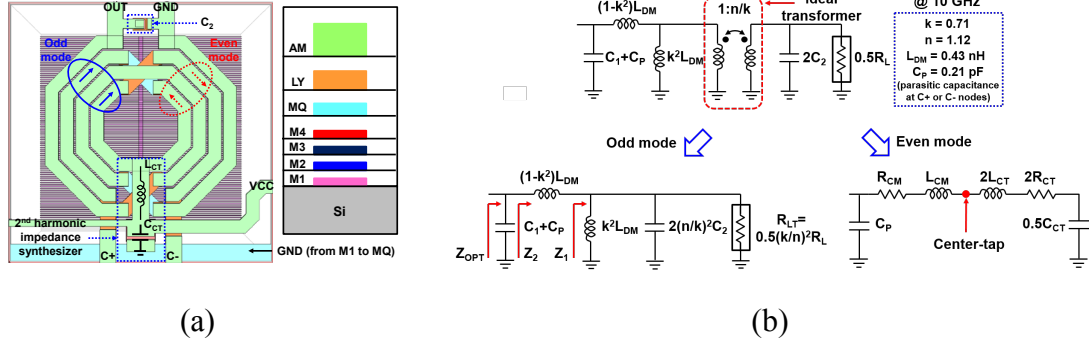 OUT GND
C2
Odd mode
Even mode
LCT
VCC
CCT
2nd harmonic impedance synthesizer
C+ C-
GND (from M1 to MQ)
AM
LY
MQ
M4
M3
M2
M1
Si
(a)
(1-k²)LDM
C1+CP
k²LDM
1:n/k
Ideal transformer
2C2
0.5RL
@ 10 GHz
k = 0.71
n = 1.12
LDM = 0.43 nH
CP = 0.21 pF
(parasitic capacitance
at C+ or C- nodes)
Odd mode
Even mode
(1-k²)LDM
C1+CP
k²LDM
2(n/k)²C2
RLT=
0.5(k/n)²RL
ZOPT
Z2
Z1
RCM
LCM
2LCT
2RCT
CP
Center-tap
0.5CCT
(b)